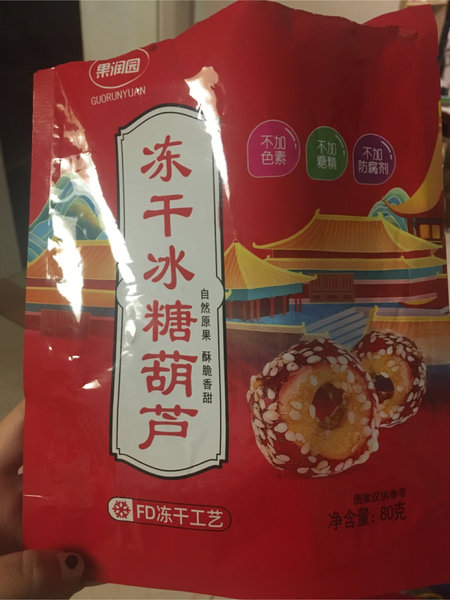 果润园
GUORUNYUAN
不加
色素
不加
糖精
不加
防腐剂
冻干冰糖葫芦
自然原果 酥脆香甜
FD冻干工艺
图案仅供参考
净含量：80克